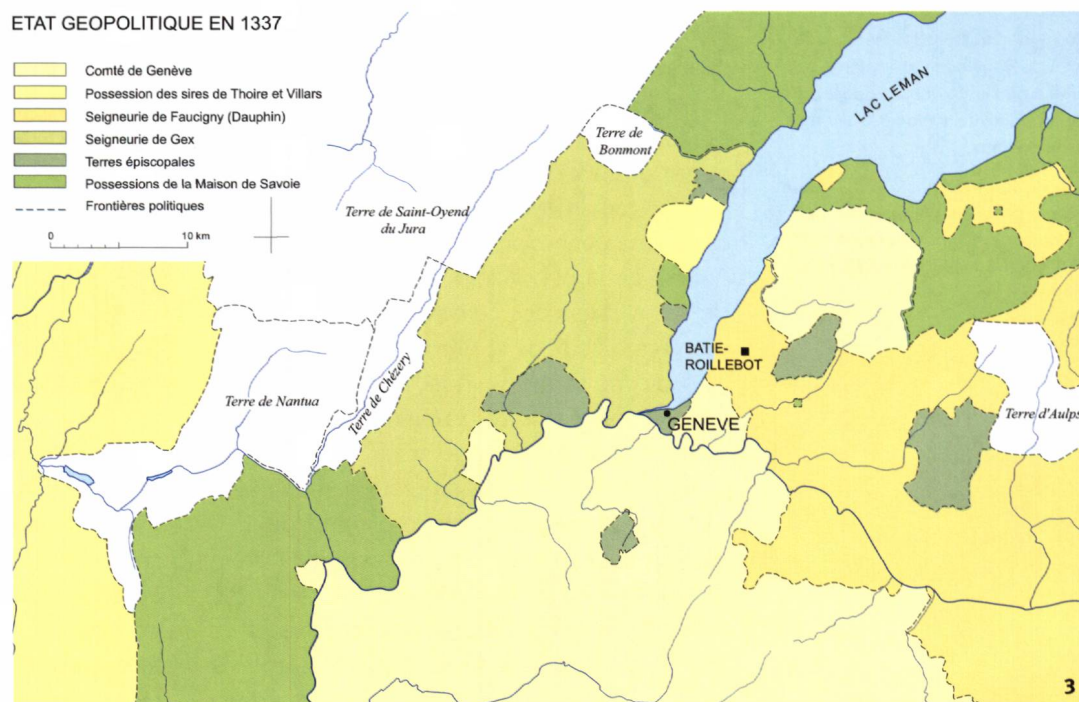 ETAT GEOPOLITIQUE EN 1337
Comté de Genève
Possession des sires de Thoire et Villars
Seigneurie de Faucigny (Dauphin)
Seigneurie de Gex
Terres épiscopales
Possessions de la Maison de Savoie
Frontières politiques
0 10 km
LAC LEMAN
Terre de
Bonmont
Terre de Saint-Oyend
du Jura
BATIE-
ROILLEBOT
Terre de Chézery
Terre de Nantua
GENEVE
Terre d'Aulps
3